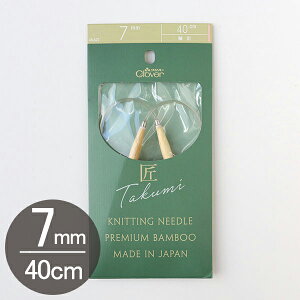 7mm
40cm
Clover
匠
Takumi
KNITTING NEEDLE
PREMIUM BAMBOO
MADE IN JAPAN
7mm
40cm